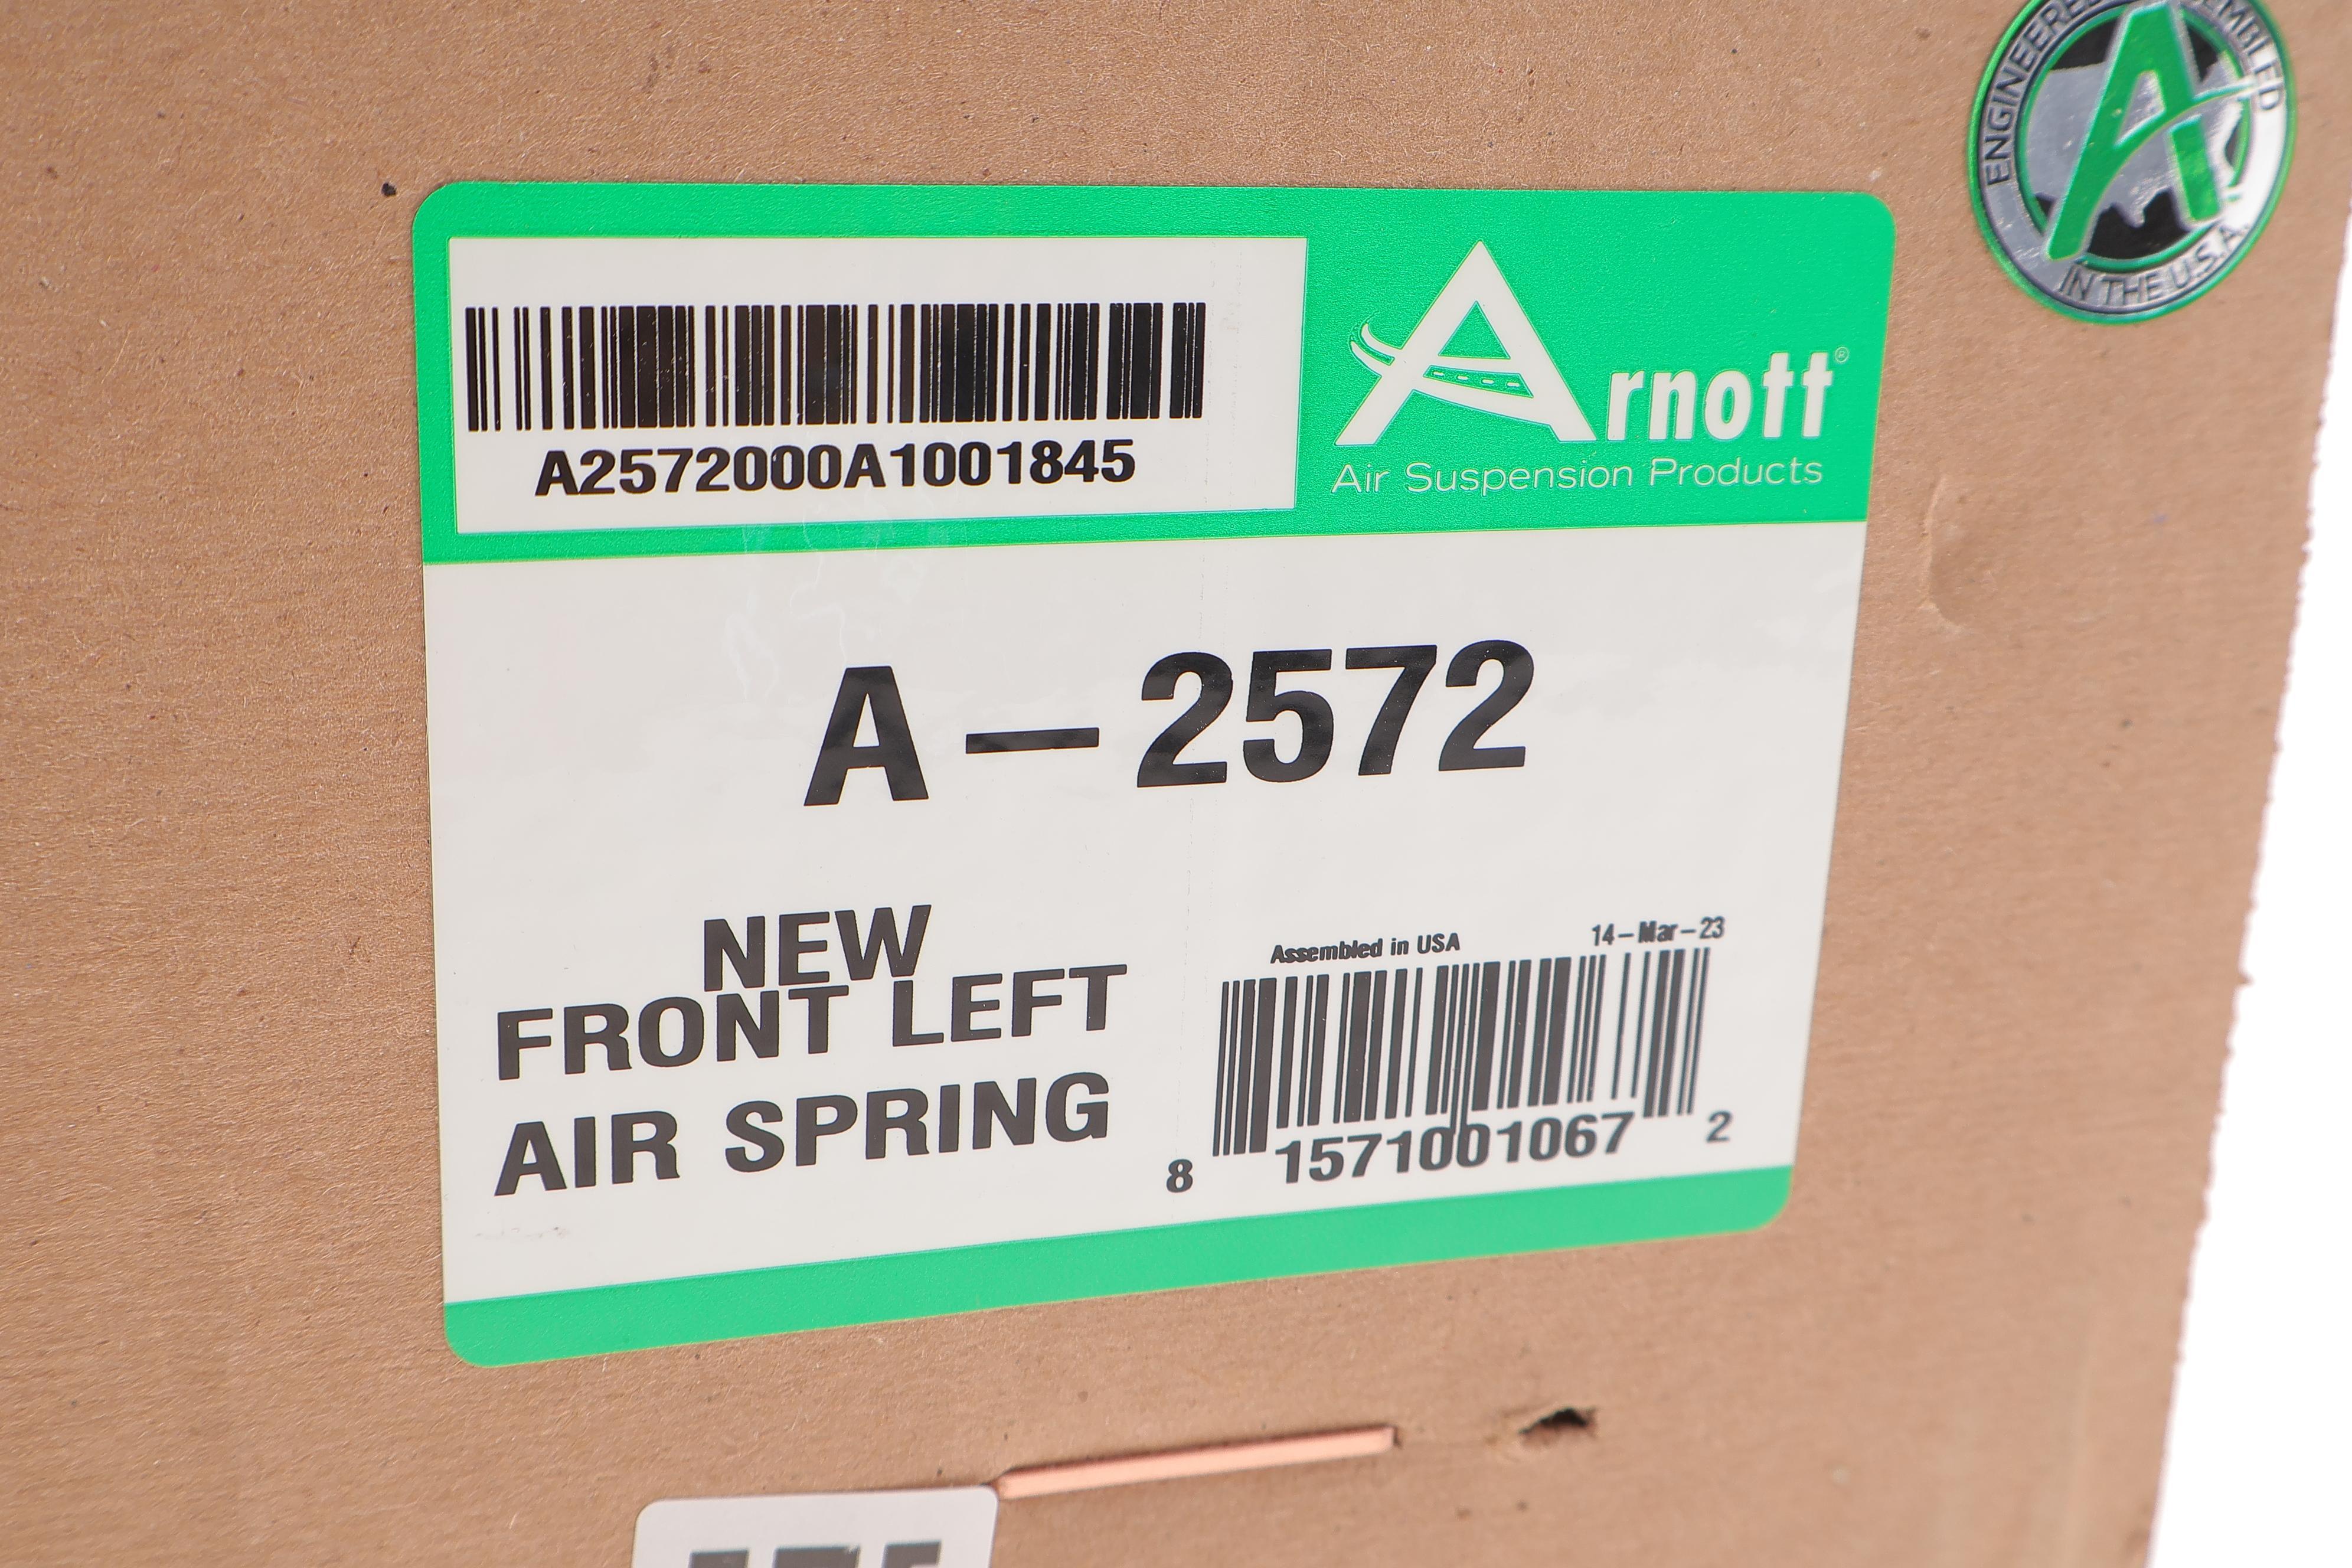 ENGINEERED
IN THE U.S.A.
A2572000A1001845
Arnott®
Air Suspension Products
A-2572
NEW
FRONT LEFT
AIR SPRING
Assembled in USA
14-Mar-23
8 1571001067 2